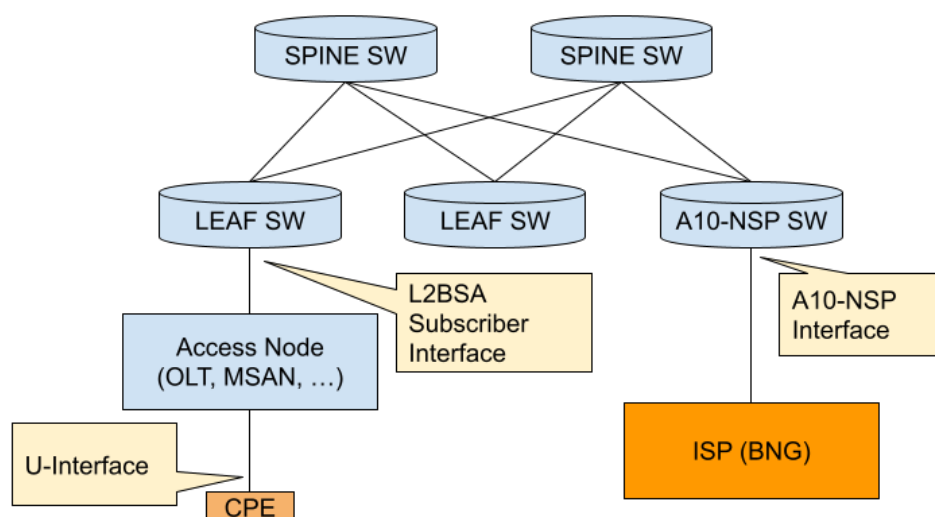 SPINE SW
SPINE SW
LEAF SW
LEAF SW
A10-NSP SW
L2BSA
Subscriber
Interface
A10-NSP
Interface
Access Node
(OLT, MSAN, …)
U-Interface
ISP (BNG)
CPE